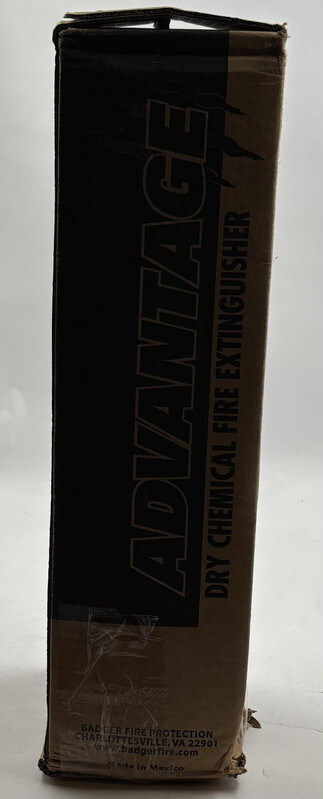 ADVANTAGE
DRY CHEMICAL FIRE EXTINGUISHER
BADGER FIRE PROTECTION
CHARLOTTESVILLE, VA 22901
www.badgerfire.com
Made in Mexico